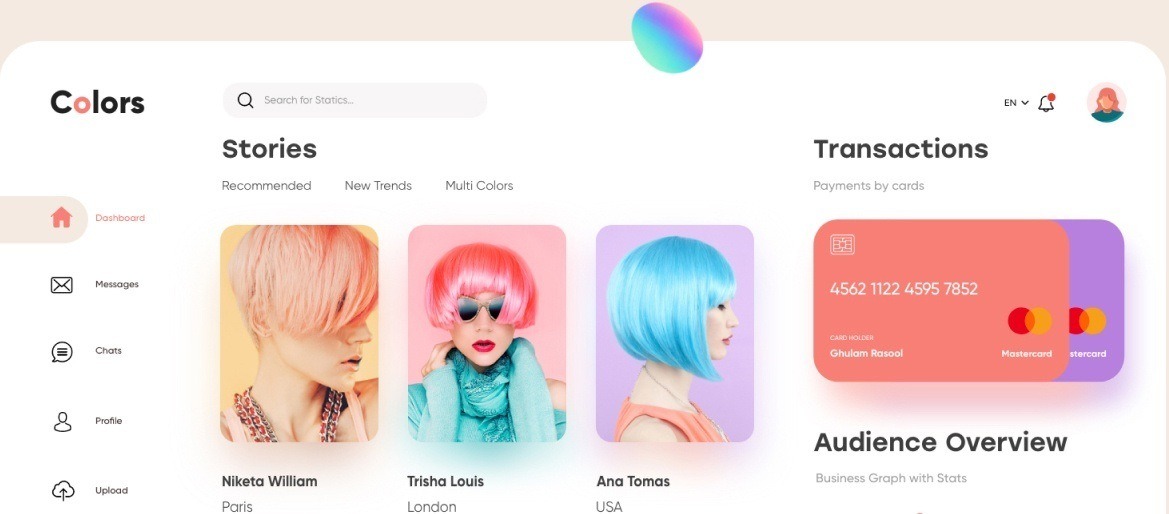 Colors
Search for Statics...
EN
Stories
Recommended
New Trends
Multi Colors
Transactions
Payments by cards
Dashboard
Messages
Chats
Profile
Upload
4562 1122 4595 7852
CARD HOLDER
Ghulam Rasool
Mastercard
stercard
Niketa William
Paris
Trisha Louis
London
Ana Tomas
USA
Audience Overview
Business Graph with Stats